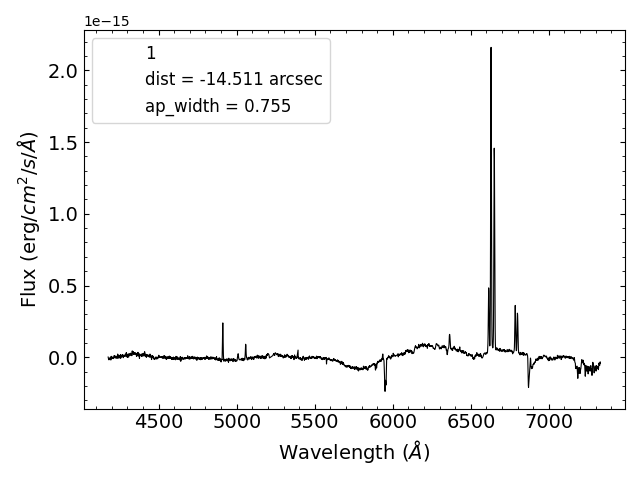 1e−15
1
dist = -14.511 arcsec
ap_width = 0.755
Flux (erg/cm²/s/Å)
2.0
1.5
1.0
0.5
0.0
4500 5000 5500 6000 6500 7000
Wavelength (Å)